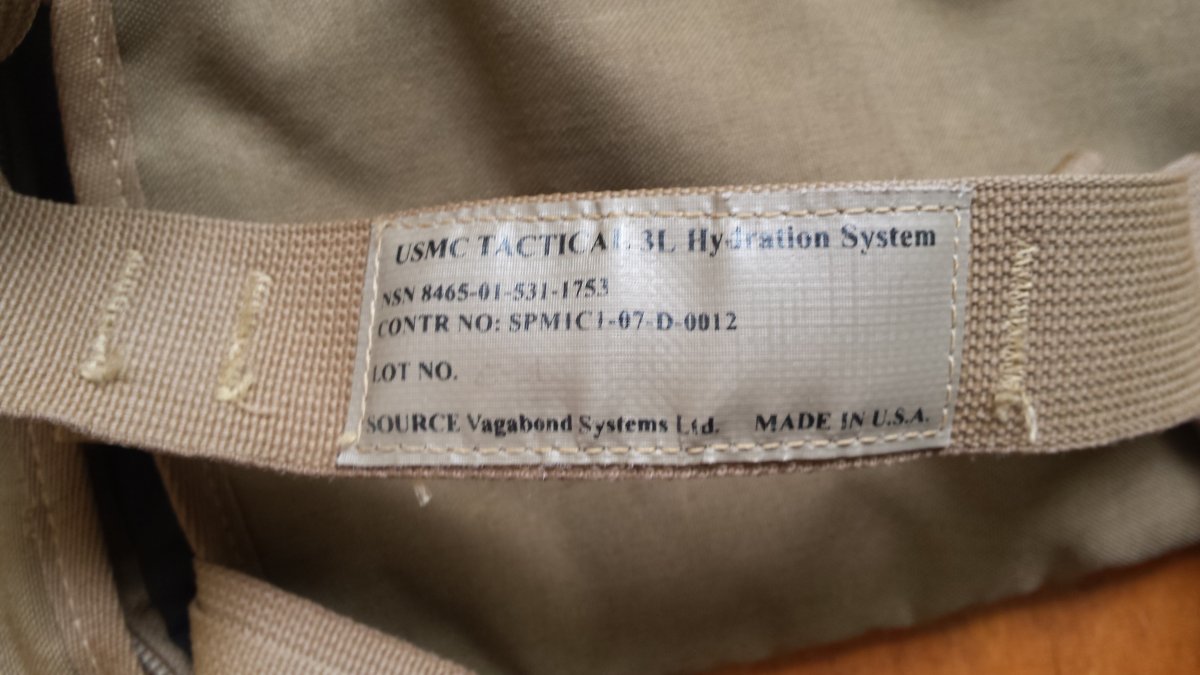 USMC TACTICAL 3L Hydration System
NSN 8465-01-531-1753
CONTR NO: SPM1C1-07-D-0012
LOT NO.
SOURCE Vagabond Systems Ltd. MADE IN U.S.A.